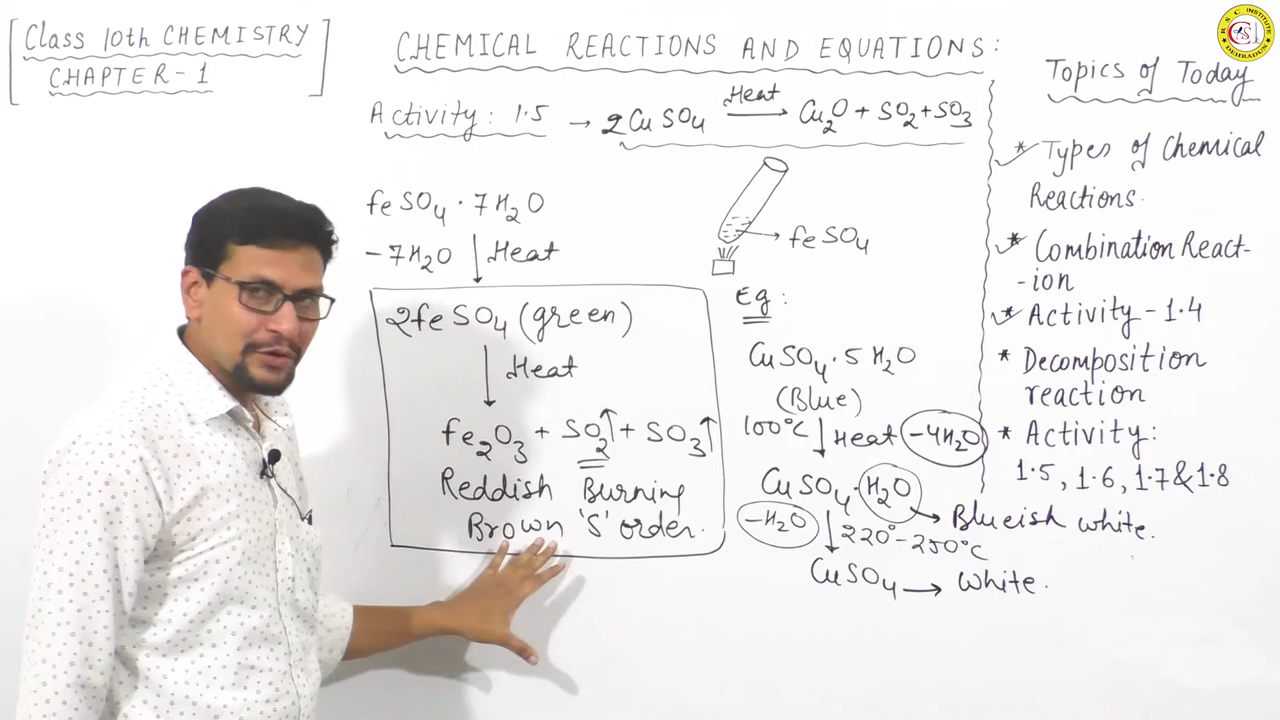 Class 10th CHEMISTRY
CHAPTER-1
CHEMICAL REACTIONS AND EQUATIONS:
Activity: 1.5 → 2CuSO4 Heat → Cu2O + SO2 + SO3
feSO4 · 7H2O
-7H2O ↓ Heat
2feSO4 (green)
↓ Heat
fe2O3 + SO2↑ + SO3↑
Reddish Burning
Brown 'S' order.
→ feSO4
Eg:
CuSO4 · 5H2O
(Blue)
100°C ↓ Heat -4H2O
CuSO4 · H2O
→ Blueish white.
-H2O ↓ 220°-250°C
CuSO4 → White.
Topics of Today
* Types of Chemical
Reactions.
* Combination React-
-ion
* Activity - 1.4
* Decomposition
reaction
* Activity:
1.5, 1.6, 1.7 & 1.8
R S C INSTITUTE
DEHRADUN